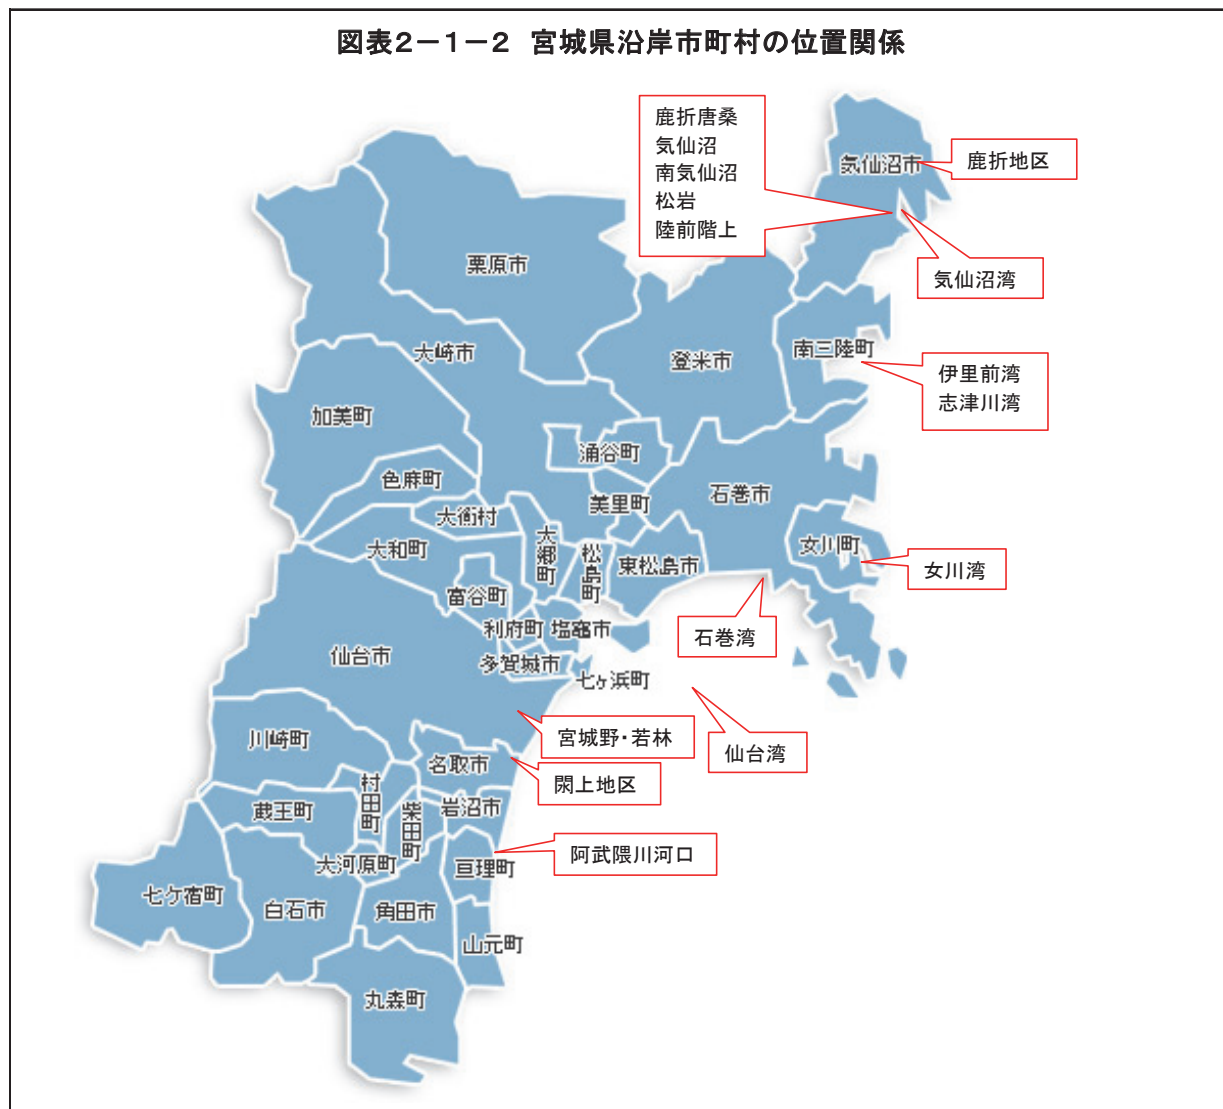 図表2－1－2 宮城県沿岸市町村の位置関係
鹿折唐桑
気仙沼
南気仙沼
松岩
陸前階上
気仙沼市
鹿折地区
気仙沼湾
栗原市
大崎市
登米市
南三陸町
伊里前湾
志津川湾
加美町
涌谷町
色麻町
美里町
石巻市
大衡村
大和町
大郷町
松島町
東松島市
女川町
女川湾
富谷町
利府町
塩竈市
石巻湾
仙台市
多賀城市
七ヶ浜町
宮城野・若林
仙台湾
川崎町
名取市
閖上地区
村田町
柴田町
岩沼市
蔵王町
大河原町
亘理町
阿武隈川河口
七ケ宿町
白石市
角田市
山元町
丸森町